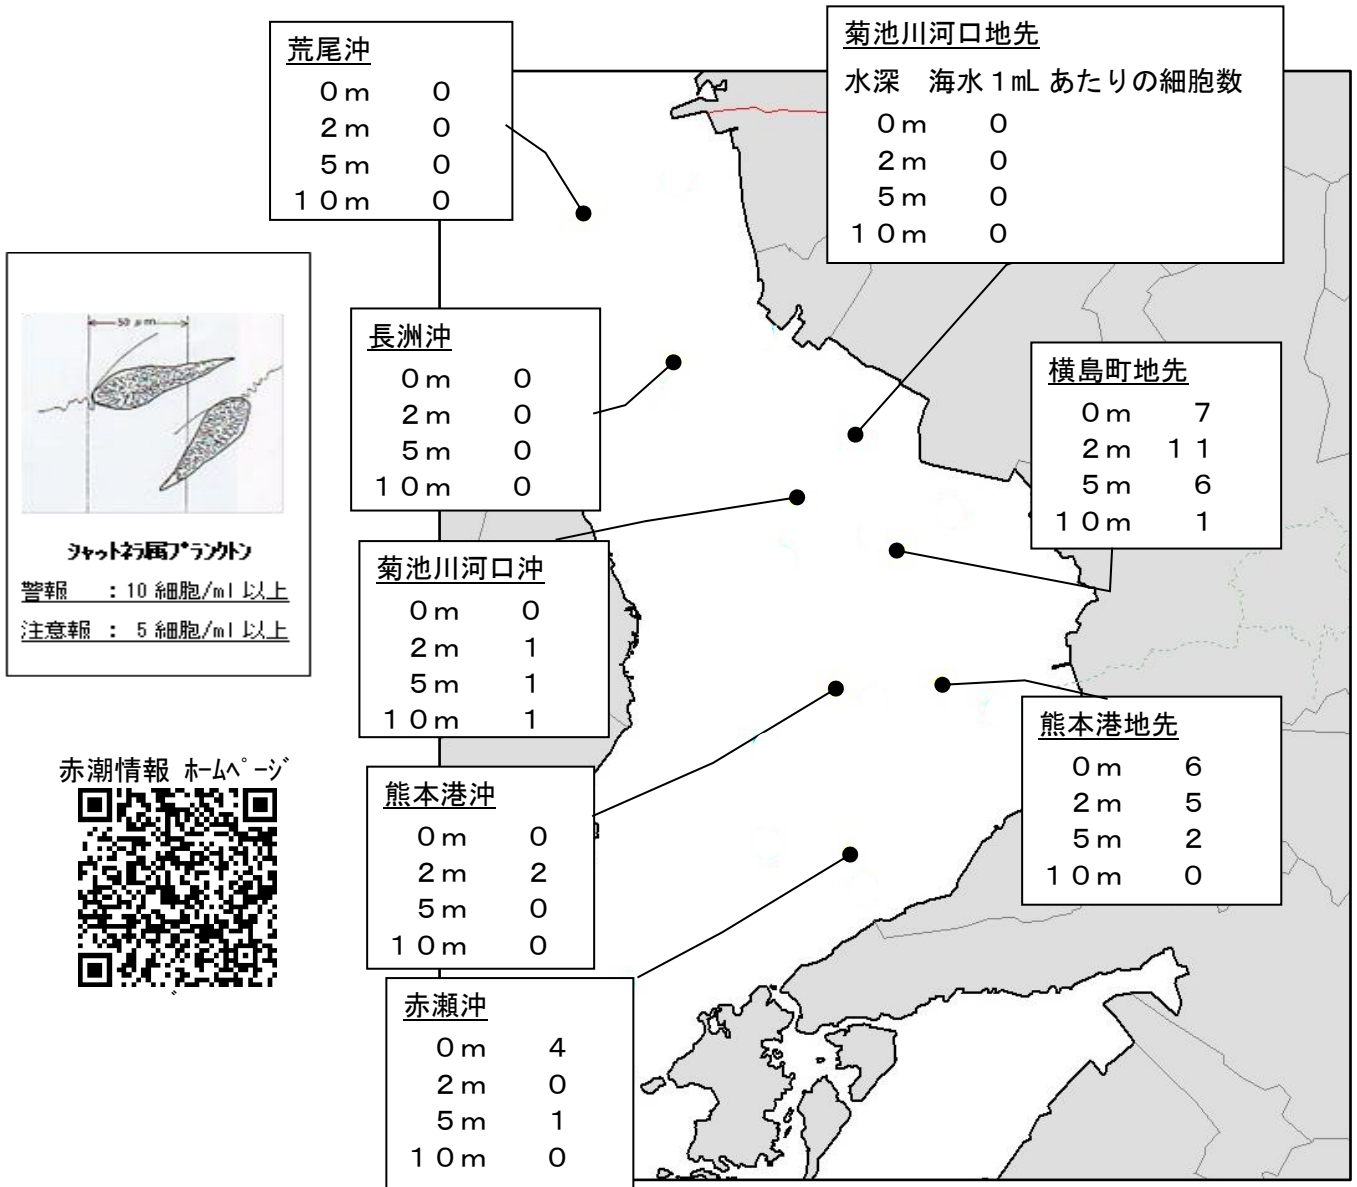 荒尾沖
0m 0
2m 0
5m 0
10m 0
菊池川河口地先
水深 海水1mLあたりの細胞数
0m 0
2m 0
5m 0
10m 0
50 μm
シャットネラ属プランクトン
警報 : 10 細胞/ml 以上
注意報 : 5 細胞/ml 以上
長洲沖
0m 0
2m 0
5m 0
10m 0
横島町地先
0m 7
2m 11
5m 6
10m 1
菊池川河口沖
0m 0
2m 1
5m 1
10m 1
熊本港地先
0m 6
2m 5
5m 2
10m 0
赤潮情報 ホームページ
熊本港沖
0m 0
2m 2
5m 0
10m 0
赤瀬沖
0m 4
2m 0
5m 1
10m 0